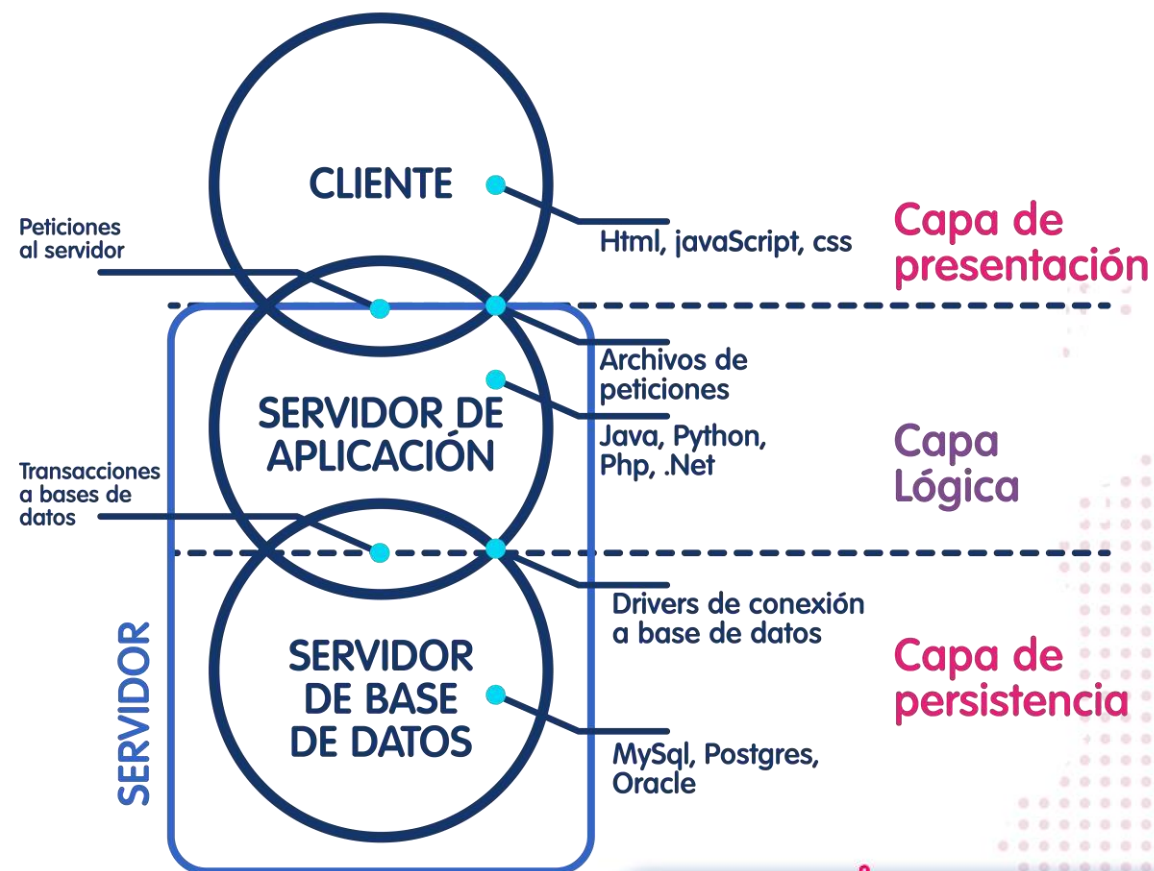 CLIENTE
Peticiones
al servidor
Html, javaScript, css
Capa de
presentación
Archivos de
peticiones
SERVIDOR DE
APLICACIÓN
Java, Python,
Php, .Net
Capa
Lógica
Transacciones
a bases de
datos
Drivers de conexión
a base de datos
SERVIDOR
DE BASE
DE DATOS
Capa de
persistencia
SERVIDOR
MySql, Postgres,
Oracle